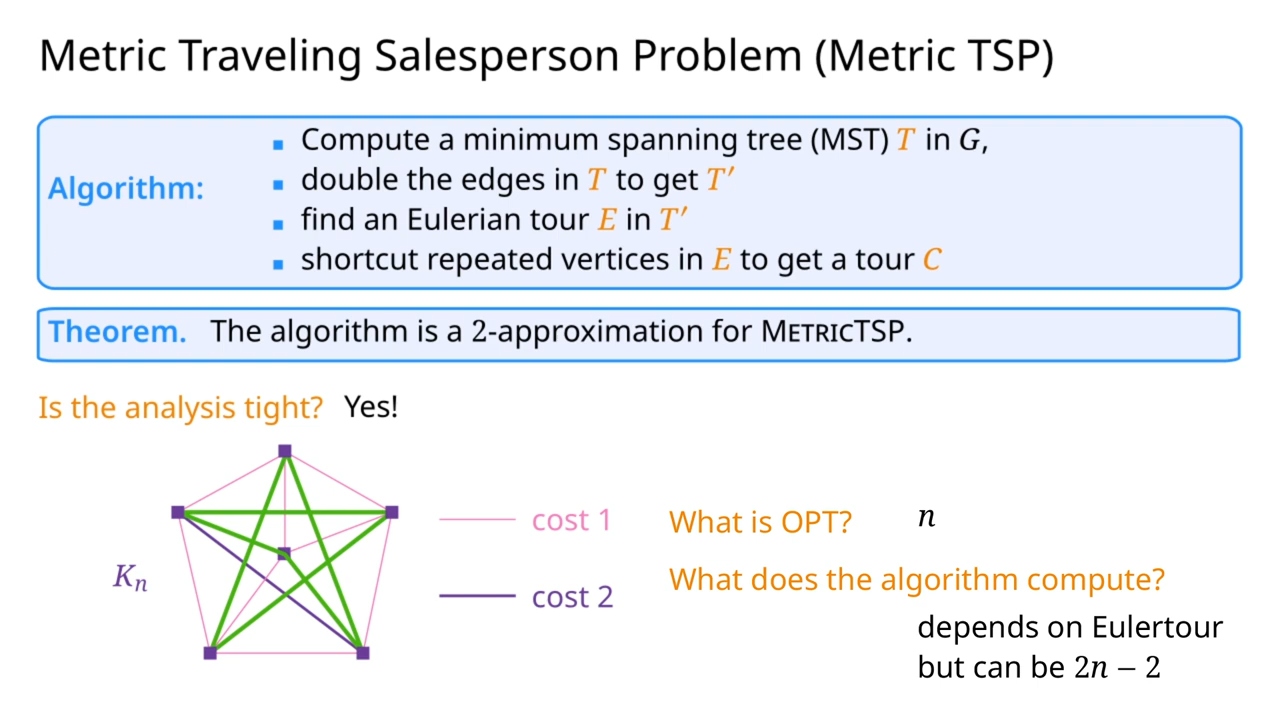 Metric Traveling Salesperson Problem (Metric TSP)
Algorithm:
▪ Compute a minimum spanning tree (MST) T in G,
▪ double the edges in T to get T′
▪ find an Eulerian tour E in T′
▪ shortcut repeated vertices in E to get a tour C
Theorem. The algorithm is a 2-approximation for METRICTSP.
Is the analysis tight? Yes!
Kₙ
cost 1
cost 2
What is OPT? n
What does the algorithm compute?
depends on Eulertour
but can be 2n − 2